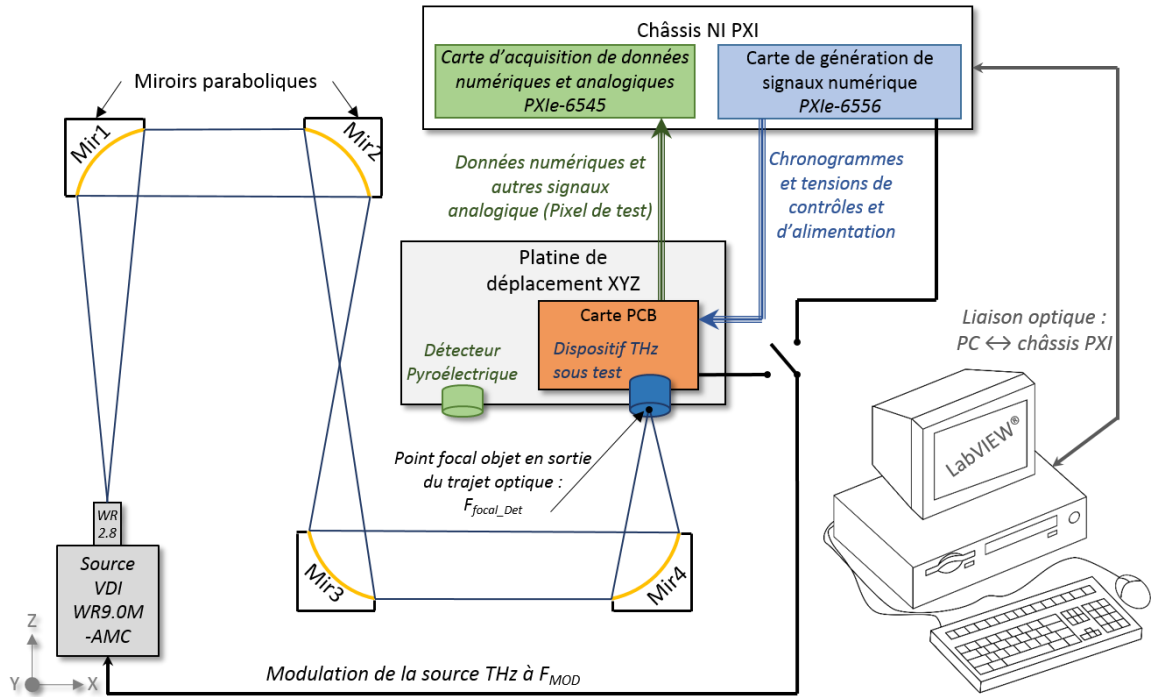 Châssis NI PXI
Carte d'acquisition de données
numériques et analogiques
PXIe-6545
Carte de génération de
signaux numérique
PXIe-6556
Miroirs paraboliques
Mir1
Mir2
Données numériques et
autres signaux
analogique (Pixel de test)
Chronogrammes
et tensions de
contrôles et
d'alimentation
Platine de
déplacement XYZ
Carte PCB
Dispositif THz
sous test
Détecteur
Pyroélectrique
Liaison optique :
PC ↔ châssis PXI
LabVIEW®
Point focal objet en sortie
du trajet optique :
Ffocal_Det
WR
2.8
Source
VDI
WR9.0M
-AMC
Mir3
Mir4
Z
Y
X
Modulation de la source THz à FMOD